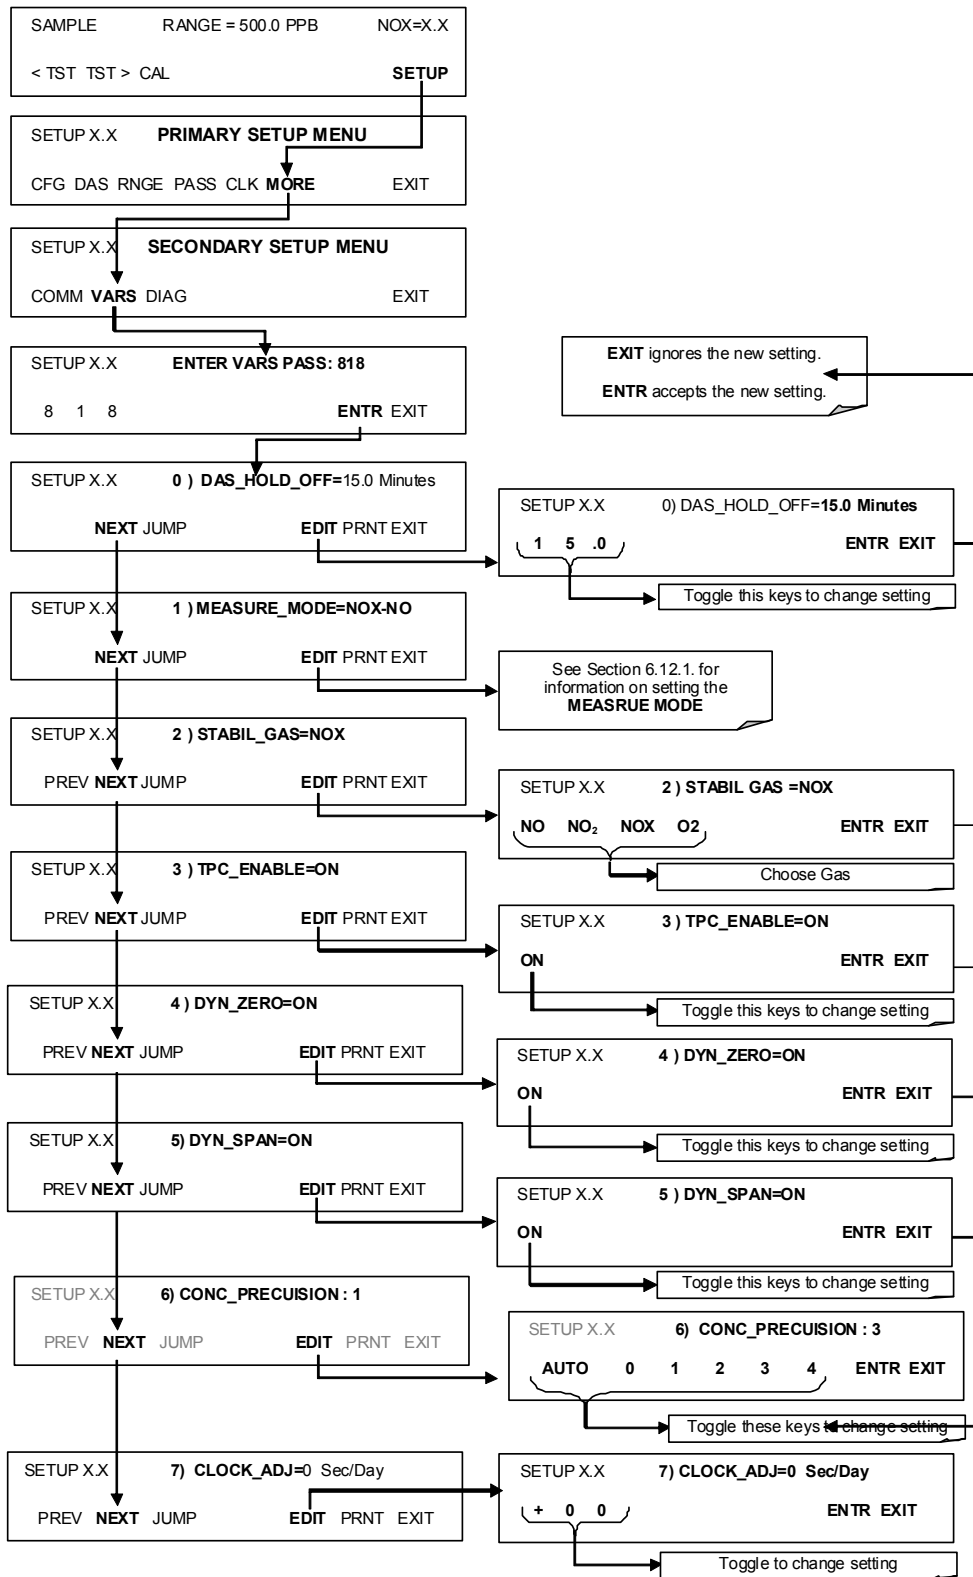 SAMPLE RANGE = 500.0 PPB NOX=X.X
< TST TST > CAL SETUP
SETUP X.X PRIMARY SETUP MENU
CFG DAS RNGE PASS CLK MORE EXIT
SETUP X.X SECONDARY SETUP MENU
COMM VARS DIAG EXIT
SETUP X.X ENTER VARS PASS: 818
8 1 8 ENTR EXIT
EXIT ignores the new setting.
ENTR accepts the new setting.
SETUP X.X 0 ) DAS_HOLD_OFF=15.0 Minutes
NEXT JUMP EDIT PRNT EXIT
SETUP X.X 0) DAS_HOLD_OFF=15.0 Minutes
1 5 .0 ENTR EXIT
Toggle this keys to change setting
SETUP X.X 1 ) MEASURE_MODE=NOX-NO
NEXT JUMP EDIT PRNT EXIT
See Section 6.12.1. for
information on setting the
MEASRUE MODE
SETUP X.X 2 ) STABIL_GAS=NOX
PREV NEXT JUMP EDIT PRNT EXIT
SETUP X.X 2 ) STABIL GAS =NOX
NO NO₂ NOX O2 ENTR EXIT
Choose Gas
SETUP X.X 3 ) TPC_ENABLE=ON
PREV NEXT JUMP EDIT PRNT EXIT
SETUP X.X 3 ) TPC_ENABLE=ON
ON ENTR EXIT
Toggle this keys to change setting
SETUP X.X 4 ) DYN_ZERO=ON
PREV NEXT JUMP EDIT PRNT EXIT
SETUP X.X 4 ) DYN_ZERO=ON
ON ENTR EXIT
Toggle this keys to change setting
SETUP X.X 5) DYN_SPAN=ON
PREV NEXT JUMP EDIT PRNT EXIT
SETUP X.X 5 ) DYN_SPAN=ON
ON ENTR EXIT
Toggle this keys to change setting
SETUP X.X 6) CONC_PRECUISION : 1
PREV NEXT JUMP EDIT PRNT EXIT
SETUP X.X 6) CONC_PRECUISION : 3
AUTO 0 1 2 3 4 ENTR EXIT
Toggle these keys to change setting
SETUP X.X 7) CLOCK_ADJ=0 Sec/Day
PREV NEXT JUMP EDIT PRNT EXIT
SETUP X.X 7) CLOCK_ADJ=0 Sec/Day
+ 0 0 ENTR EXIT
Toggle to change setting